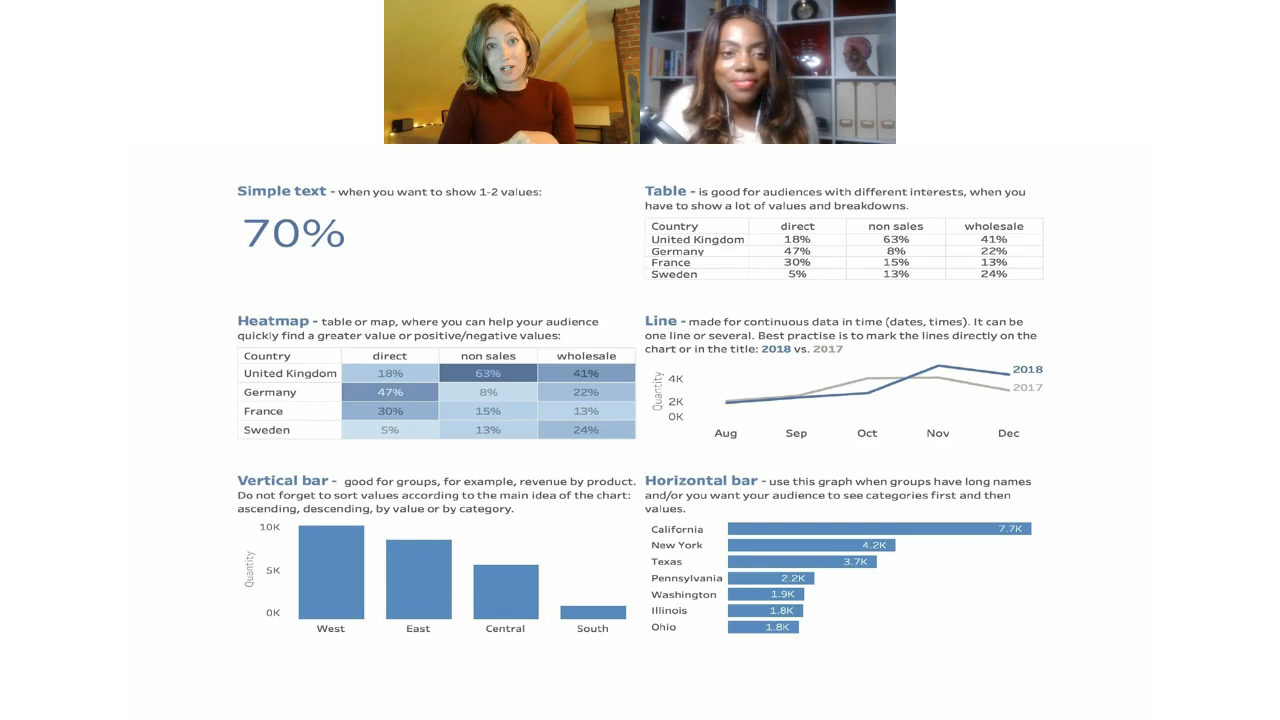 Simple text - when you want to show 1-2 values:
70%
Table - is good for audiences with different interests, when you
have to show a lot of values and breakdowns.
Country direct non sales wholesale
United Kingdom 18% 63% 41%
Germany 47% 8% 22%
France 30% 15% 13%
Sweden 5% 13% 24%
Heatmap - table or map, where you can help your audience
quickly find a greater value or positive/negative values:
Country direct non sales wholesale
United Kingdom 18% 63% 41%
Germany 47% 8% 22%
France 30% 15% 13%
Sweden 5% 13% 24%
Line - made for continuous data in time (dates, times). It can be
one line or several. Best practise is to mark the lines directly on the
chart or in the title: 2018 vs. 2017
Quantity
4K
2K
0K
2018
2017
Aug Sep Oct Nov Dec
Vertical bar - good for groups, for example, revenue by product.
Do not forget to sort values according to the main idea of the chart:
ascending, descending, by value or by category.
Quantity
10K
5K
0K
West East Central South
Horizontal bar - use this graph when groups have long names
and/or you want your audience to see categories first and then
values.
California 7.7K
New York 4.2K
Texas 3.7K
Pennsylvania 2.2K
Washington 1.9K
Illinois 1.8K
Ohio 1.8K